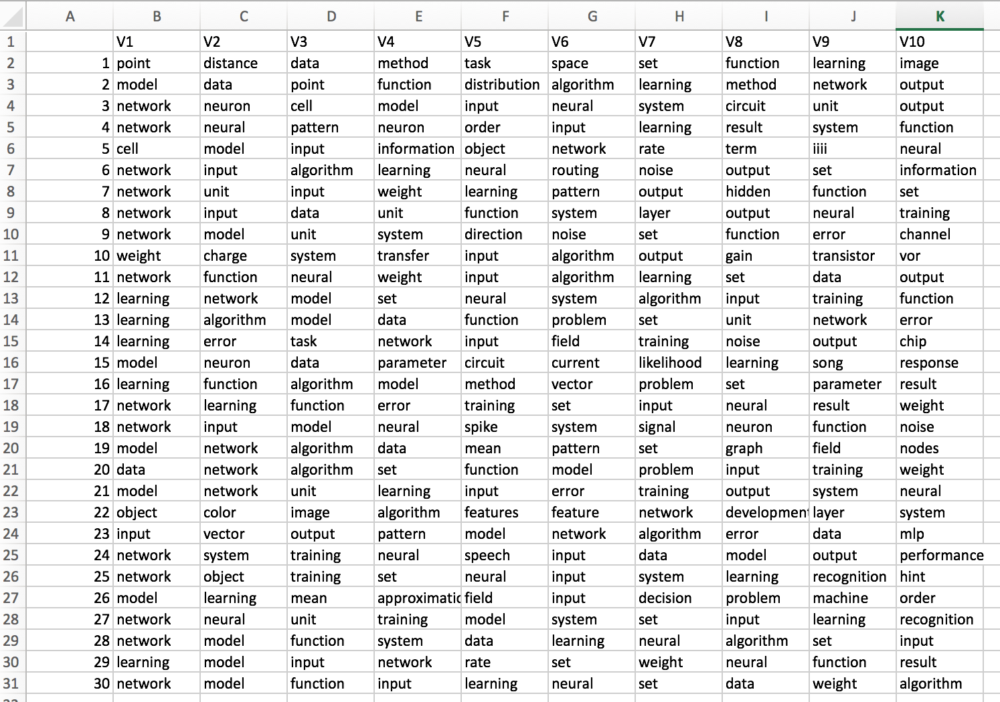 A B C D E F G H I J K
1 V1 V2 V3 V4 V5 V6 V7 V8 V9 V10
2 1 point distance data method task space set function learning image
3 2 model data point function distribution algorithm learning method network output
4 3 network neuron cell model input neural system circuit unit output
5 4 network neural pattern neuron order input learning result system function
6 5 cell model input information object network rate term iiii neural
7 6 network input algorithm learning neural routing noise output set information
8 7 network unit input weight learning pattern output hidden function set
9 8 network input data unit function system layer output neural training
10 9 network model unit system direction noise set function error channel
11 10 weight charge system transfer input algorithm output gain transistor vor
12 11 network function neural weight input algorithm learning set data output
13 12 learning network model set neural system algorithm input training function
14 13 learning algorithm model data function problem set unit network error
15 14 learning error task network input field training noise output chip
16 15 model neuron data parameter circuit current likelihood learning song response
17 16 learning function algorithm model method vector problem set parameter result
18 17 network learning function error training set input neural result weight
19 18 network input model neural spike system signal neuron function noise
20 19 model network algorithm data mean pattern set graph field nodes
21 20 data network algorithm set function model problem input training weight
22 21 model network unit learning input error training output system neural
23 22 object color image algorithm features feature network development layer system
24 23 input vector output pattern model network algorithm error data mlp
25 24 network system training neural speech input data model output performance
26 25 network object training set neural input system learning recognition hint
27 26 model learning mean approximatic field input decision problem machine order
28 27 network neural unit training model system set input learning recognition
29 28 network model function system data learning neural algorithm set input
30 29 learning model input network rate set weight neural function result
31 30 network model function input learning neural set data weight algorithm